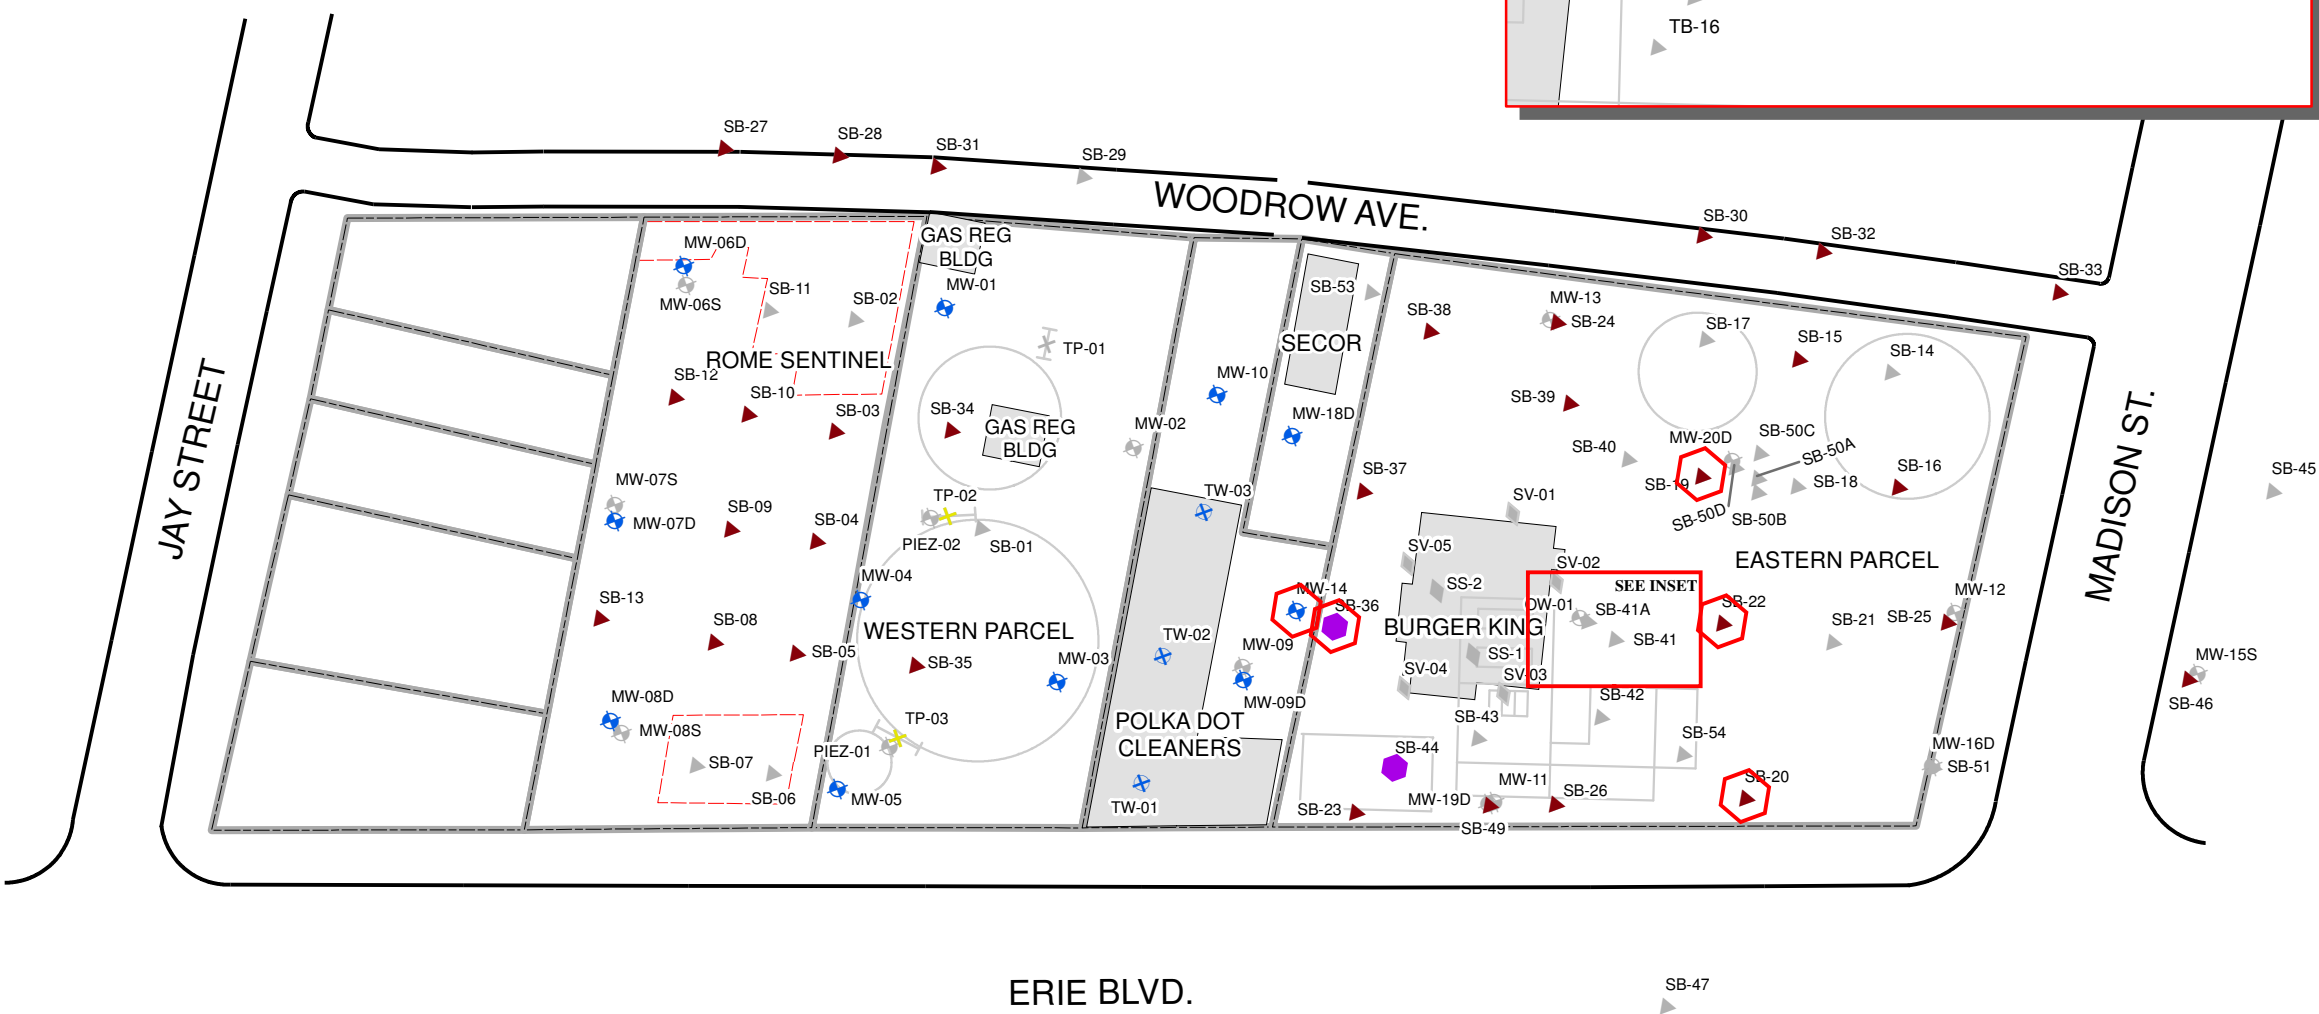 TB-16
SB-27
SB-28
SB-31
SB-29
WOODROW AVE.
SB-30
SB-32
SB-33
MW-06D
MW-06S
SB-11
SB-02
GAS REG
BLDG
MW-01
TP-01
SB-53
SECOR
SB-38
MW-13
SB-24
SB-17
SB-15
SB-14
ROME SENTINEL
SB-12
SB-10
SB-03
SB-34
GAS REG
BLDG
MW-02
MW-10
MW-18D
SB-39
SB-40
MW-20D
SB-19
SB-50C
SB-50A
SB-18
SB-50D
SB-50B
SB-16
SB-45
JAY STREET
MADISON ST.
MW-07S
MW-07D
SB-09
SB-04
TP-02
PIEZ-02
SB-01
TW-03
SB-37
SV-01
SV-05
SS-2
SV-02
EASTERN PARCEL
SEE INSET
MW-04
MW-14
SB-36
OW-01
SB-41A
SB-41
SB-22
SB-21
SB-25
MW-12
SB-13
SB-08
SB-05
WESTERN PARCEL
SB-35
MW-03
TW-02
MW-09
MW-09D
BURGER KING
SS-1
SV-04
SV-03
SB-42
SB-43
SB-54
MW-15S
SB-46
MW-08D
MW-08S
SB-07
SB-06
PIEZ-01
TP-03
MW-05
POLKA DOT
CLEANERS
TW-01
SB-44
SB-23
MW-19D
MW-11
SB-49
SB-26
SB-20
MW-16D
SB-51
ERIE BLVD.
SB-47